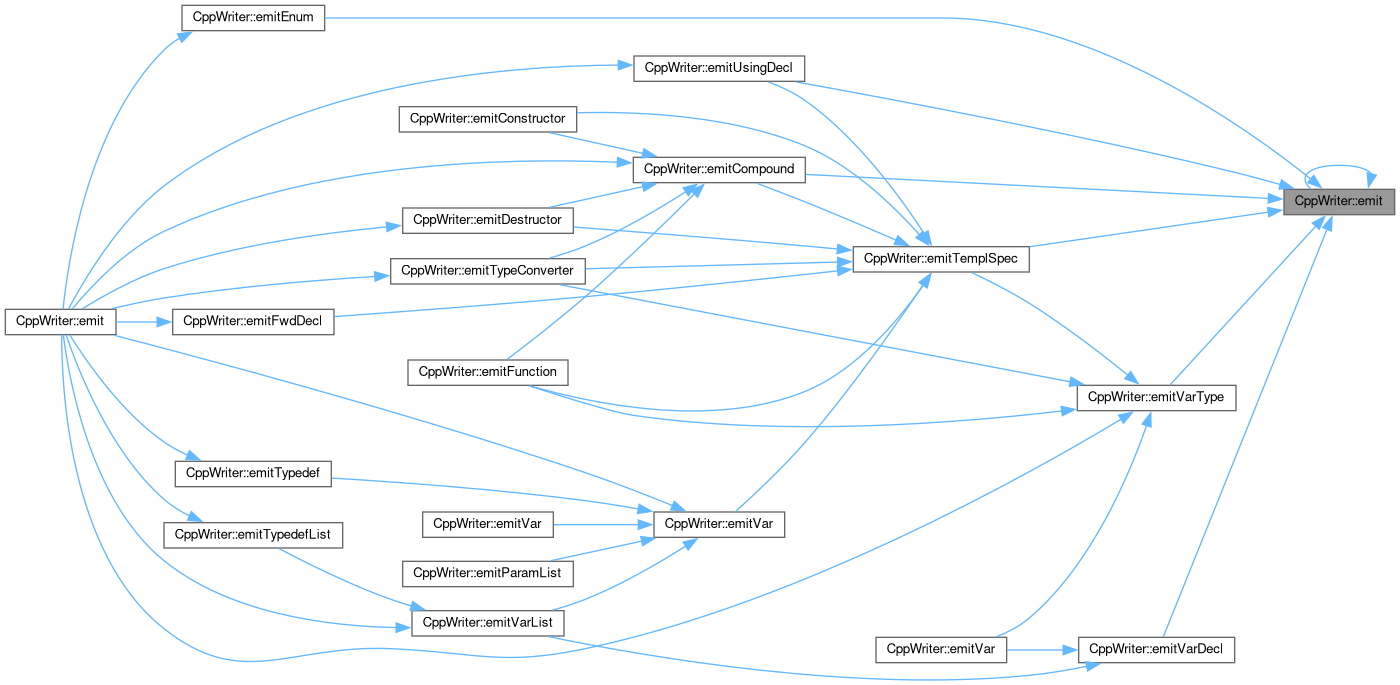 CppWriter::emitEnum
CppWriter::emitUsingDecl
CppWriter::emitConstructor
CppWriter::emitCompound
CppWriter::emit
CppWriter::emitDestructor
CppWriter::emitTemplSpec
CppWriter::emitTypeConverter
CppWriter::emit
CppWriter::emitFwdDecl
CppWriter::emitFunction
CppWriter::emitVarType
CppWriter::emitTypedef
CppWriter::emitVar
CppWriter::emitVar
CppWriter::emitTypedefList
CppWriter::emitParamList
CppWriter::emitVarList
CppWriter::emitVar
CppWriter::emitVarDecl